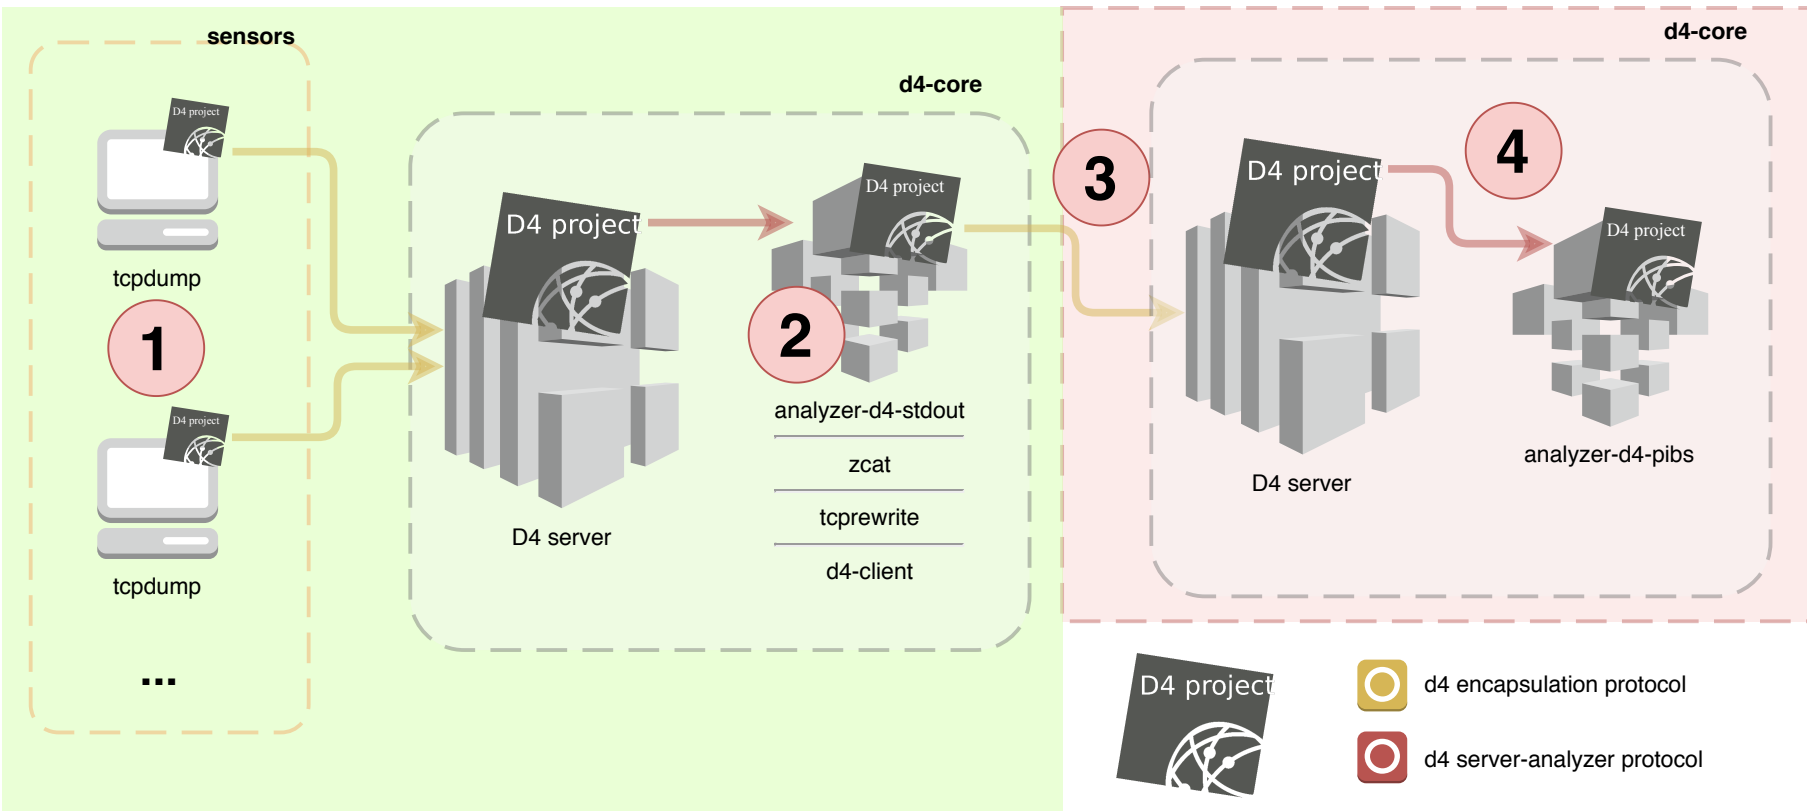 sensors
D4 project
tcpdump
1
D4 project
tcpdump
...
d4-core
D4 project
D4 server
D4 project
2
analyzer-d4-stdout
zcat
tcprewrite
d4-client
3
d4-core
D4 project
D4 server
4
D4 project
analyzer-d4-pibs
D4 project
d4 encapsulation protocol
d4 server-analyzer protocol